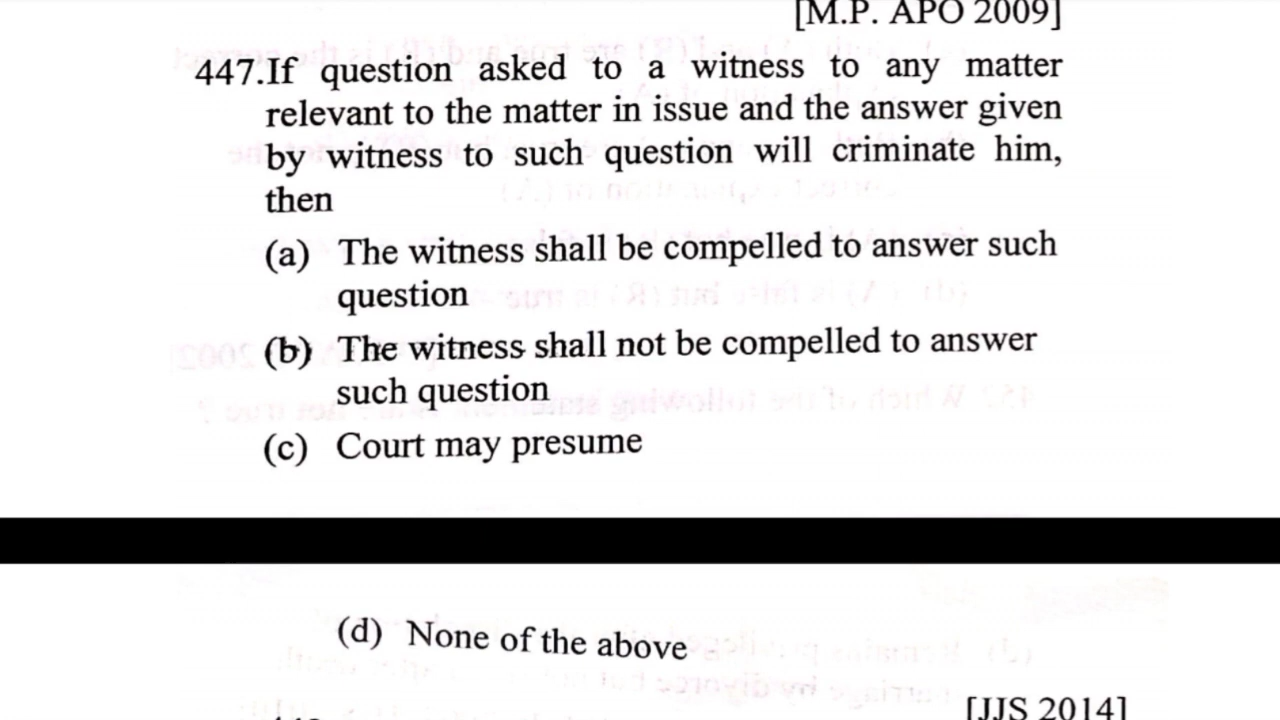 [M.P. APO 2009]
447.If question asked to a witness to any matter
relevant to the matter in issue and the answer given
by witness to such question will criminate him,
then
(a) The witness shall be compelled to answer such
question
(b) The witness shall not be compelled to answer
such question
(c) Court may presume
(d) None of the above
[JJS 2014]